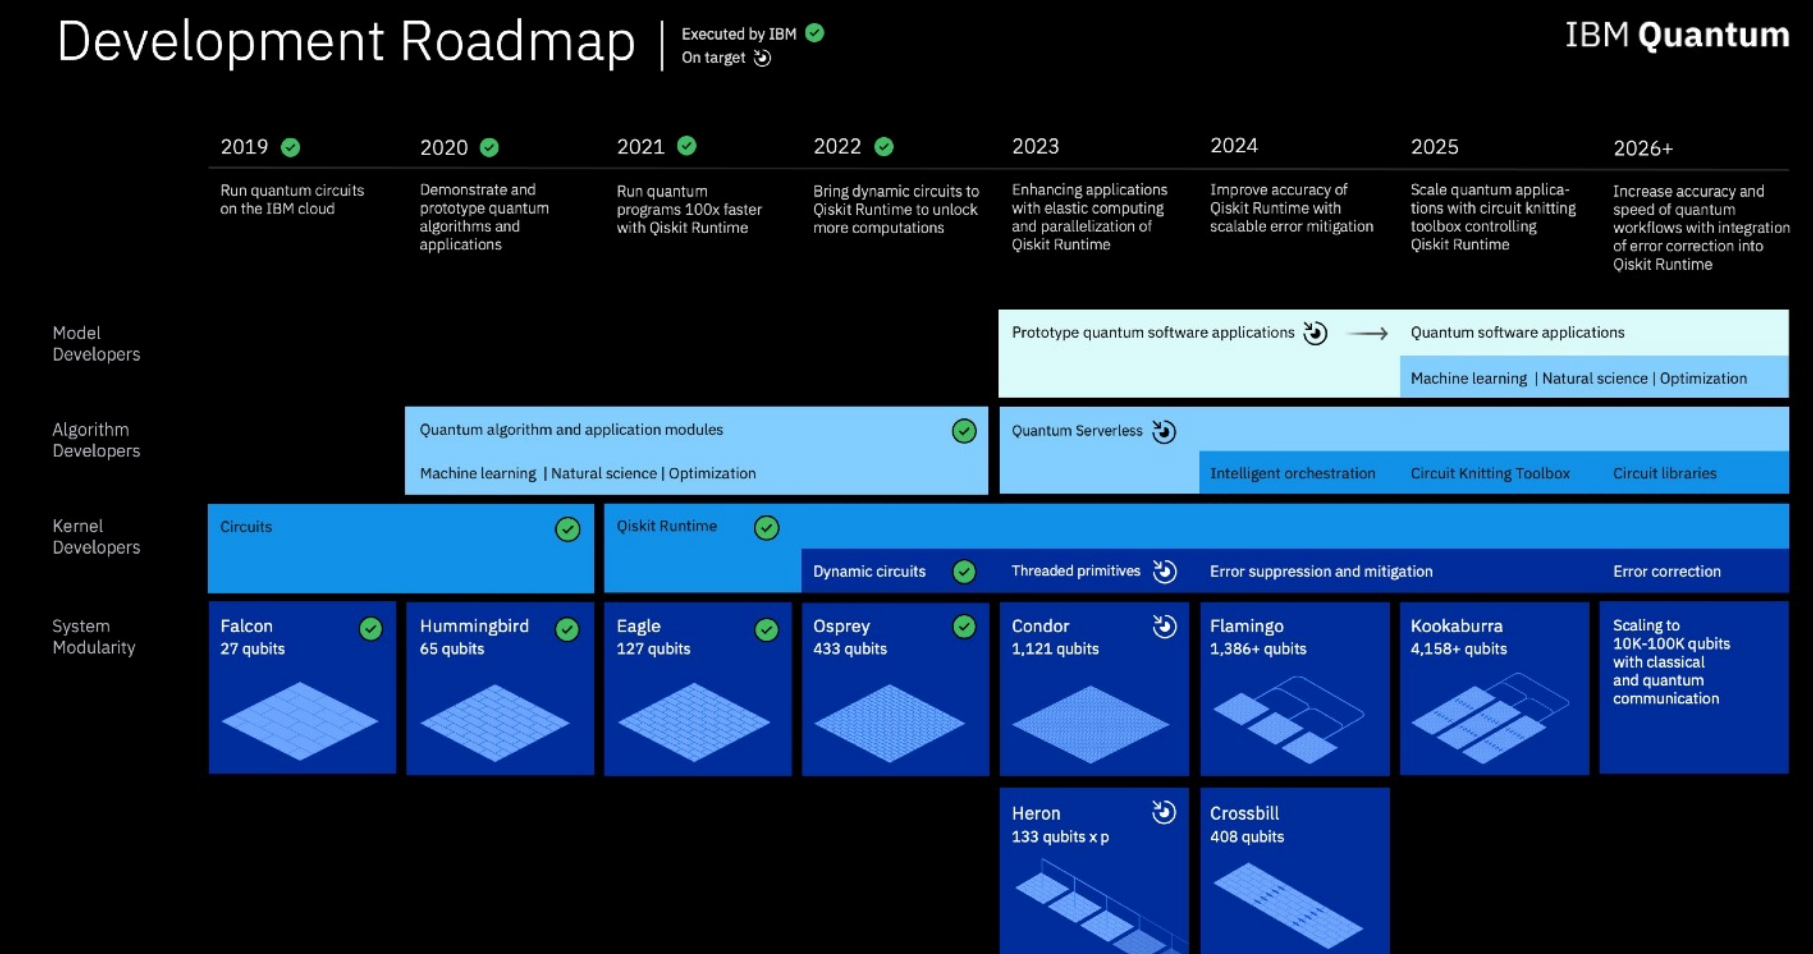 Development Roadmap
Executed by IBM
On target
IBM Quantum
2019
Run quantum circuits
on the IBM cloud
2020
Demonstrate and
prototype quantum
algorithms and
applications
2021
Run quantum
programs 100x faster
with Qiskit Runtime
2022
Bring dynamic circuits to
Qiskit Runtime to unlock
more computations
2023
Enhancing applications
with elastic computing
and parallelization of
Qiskit Runtime
2024
Improve accuracy of
Qiskit Runtime with
scalable error mitigation
2025
Scale quantum applica-
tions with circuit knitting
toolbox controlling
Qiskit Runtime
2026+
Increase accuracy and
speed of quantum
workflows with integration
of error correction into
Qiskit Runtime
Model
Developers
Prototype quantum software applications
Quantum software applications
Machine learning | Natural science | Optimization
Algorithm
Developers
Quantum algorithm and application modules
Machine learning | Natural science | Optimization
Quantum Serverless
Intelligent orchestration
Circuit Knitting Toolbox
Circuit libraries
Kernel
Developers
Circuits
Qiskit Runtime
Dynamic circuits
Threaded primitives
Error suppression and mitigation
Error correction
System
Modularity
Falcon
27 qubits
Hummingbird
65 qubits
Eagle
127 qubits
Osprey
433 qubits
Condor
1,121 qubits
Flamingo
1,386+ qubits
Kookaburra
4,158+ qubits
Scaling to
10K-100K qubits
with classical
and quantum
communication
Heron
133 qubits x p
Crossbill
408 qubits